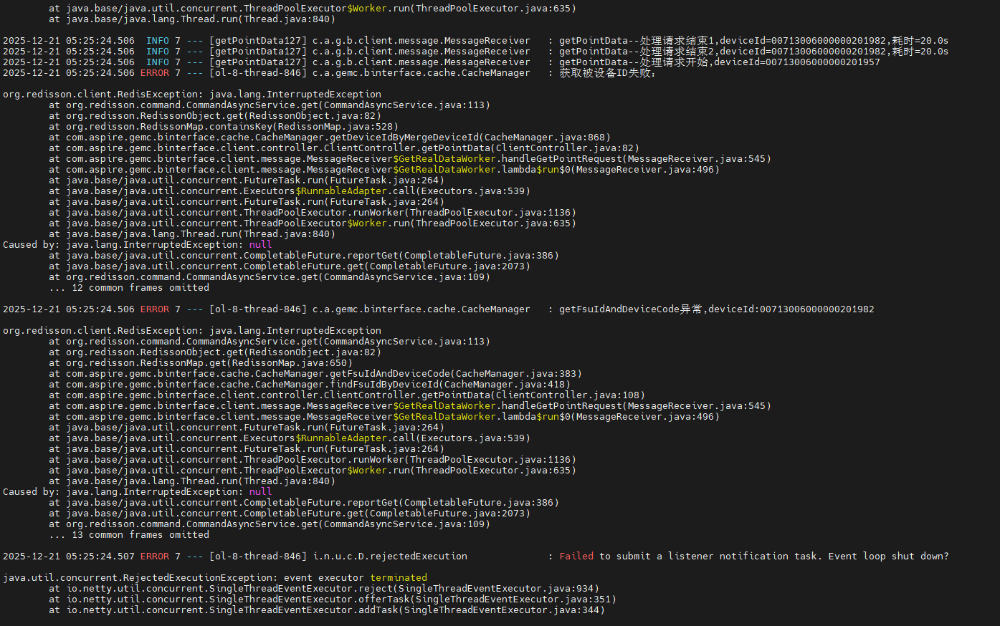 at java.base/java.util.concurrent.ThreadPoolExecutor$Worker.run(ThreadPoolExecutor.java:635)
at java.base/java.lang.Thread.run(Thread.java:840)
2025-12-21 05:25:24.506  INFO 7 --- [getPointData127] c.a.g.b.client.message.MessageReceiver   : getPointData--处理请求结束1,deviceId=00713006000000201982,耗时=20.0s
2025-12-21 05:25:24.506  INFO 7 --- [getPointData127] c.a.g.b.client.message.MessageReceiver   : getPointData--处理请求结束2,deviceId=00713006000000201982,耗时=20.0s
2025-12-21 05:25:24.506  INFO 7 --- [getPointData127] c.a.g.b.client.message.MessageReceiver   : getPointData--处理请求开始,deviceId=00713006000000201957
2025-12-21 05:25:24.506 ERROR 7 --- [ol-8-thread-846] c.a.gemc.binterface.cache.CacheManager   : 获取被设备ID失败：
org.redisson.client.RedisException: java.lang.InterruptedException
at org.redisson.command.CommandAsyncService.get(CommandAsyncService.java:113)
at org.redisson.RedissonObject.get(RedissonObject.java:82)
at org.redisson.RedissonMap.containsKey(RedissonMap.java:528)
at com.aspire.gemc.binterface.cache.CacheManager.getDeviceIdByMergeDeviceId(CacheManager.java:868)
at com.aspire.gemc.binterface.client.controller.ClientController.getPointData(ClientController.java:82)
at com.aspire.gemc.binterface.client.message.MessageReceiver$GetRealDataWorker.handleGetPointRequest(MessageReceiver.java:545)
at com.aspire.gemc.binterface.client.message.MessageReceiver$GetRealDataWorker.lambda$run$0(MessageReceiver.java:496)
at java.base/java.util.concurrent.FutureTask.run(FutureTask.java:264)
at java.base/java.util.concurrent.Executors$RunnableAdapter.call(Executors.java:539)
at java.base/java.util.concurrent.FutureTask.run(FutureTask.java:264)
at java.base/java.util.concurrent.ThreadPoolExecutor.runWorker(ThreadPoolExecutor.java:1136)
at java.base/java.util.concurrent.ThreadPoolExecutor$Worker.run(ThreadPoolExecutor.java:635)
at java.base/java.lang.Thread.run(Thread.java:840)
Caused by: java.lang.InterruptedException: null
at java.base/java.util.concurrent.CompletableFuture.reportGet(CompletableFuture.java:386)
at java.base/java.util.concurrent.CompletableFuture.get(CompletableFuture.java:2073)
at org.redisson.command.CommandAsyncService.get(CommandAsyncService.java:109)
... 12 common frames omitted
2025-12-21 05:25:24.506 ERROR 7 --- [ol-8-thread-846] c.a.gemc.binterface.cache.CacheManager   : getFsuIdAndDeviceCode异常,deviceId:00713006000000201982
org.redisson.client.RedisException: java.lang.InterruptedException
at org.redisson.command.CommandAsyncService.get(CommandAsyncService.java:113)
at org.redisson.RedissonObject.get(RedissonObject.java:82)
at org.redisson.RedissonMap.get(RedissonMap.java:650)
at com.aspire.gemc.binterface.cache.CacheManager.getFsuIdAndDeviceCode(CacheManager.java:383)
at com.aspire.gemc.binterface.cache.CacheManager.findFsuIdByDeviceId(CacheManager.java:418)
at com.aspire.gemc.binterface.client.controller.ClientController.getPointData(ClientController.java:108)
at com.aspire.gemc.binterface.client.message.MessageReceiver$GetRealDataWorker.handleGetPointRequest(MessageReceiver.java:545)
at com.aspire.gemc.binterface.client.message.MessageReceiver$GetRealDataWorker.lambda$run$0(MessageReceiver.java:496)
at java.base/java.util.concurrent.FutureTask.run(FutureTask.java:264)
at java.base/java.util.concurrent.Executors$RunnableAdapter.call(Executors.java:539)
at java.base/java.util.concurrent.FutureTask.run(FutureTask.java:264)
at java.base/java.util.concurrent.ThreadPoolExecutor.runWorker(ThreadPoolExecutor.java:1136)
at java.base/java.util.concurrent.ThreadPoolExecutor$Worker.run(ThreadPoolExecutor.java:635)
at java.base/java.lang.Thread.run(Thread.java:840)
Caused by: java.lang.InterruptedException: null
at java.base/java.util.concurrent.CompletableFuture.reportGet(CompletableFuture.java:386)
at java.base/java.util.concurrent.CompletableFuture.get(CompletableFuture.java:2073)
at org.redisson.command.CommandAsyncService.get(CommandAsyncService.java:109)
... 13 common frames omitted
2025-12-21 05:25:24.507 ERROR 7 --- [ol-8-thread-846] i.n.u.c.D.rejectedExecution              : Failed to submit a listener notification task. Event loop shut down?
java.util.concurrent.RejectedExecutionException: event executor terminated
at io.netty.util.concurrent.SingleThreadEventExecutor.reject(SingleThreadEventExecutor.java:934)
at io.netty.util.concurrent.SingleThreadEventExecutor.offerTask(SingleThreadEventExecutor.java:351)
at io.netty.util.concurrent.SingleThreadEventExecutor.addTask(SingleThreadEventExecutor.java:344)